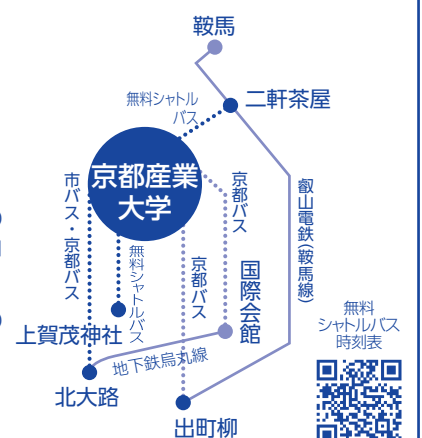 鞍馬
二軒茶屋
無料シャトル
バス
京都産業
大学
市バス・京都バス
無料シャトルバス
京都バス
京都バス
国際会館
叡山電鉄(鞍馬線)
上賀茂神社
地下鉄烏丸線
北大路
出町柳
無料
シャトルバス
時刻表